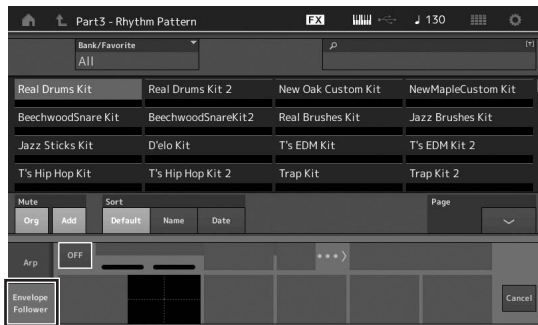 Part3 - Rhythm Pattern FX 130
Bank/Favorite
All
[T]
Real Drums Kit Real Drums Kit 2 New Oak Custom Kit NewMapleCustom Kit
BeechwoodSnare Kit BeechwoodSnareKit2 Real Brushes Kit Jazz Brushes Kit
Jazz Sticks Kit D'elo Kit T's EDM Kit T's EDM Kit 2
T's Hip Hop Kit T's Hip Hop Kit 2 Trap Kit Trap Kit 2
Mute Sort Page
Org Add Default Name Date
Arp OFF
Envelope
Follower
Cancel